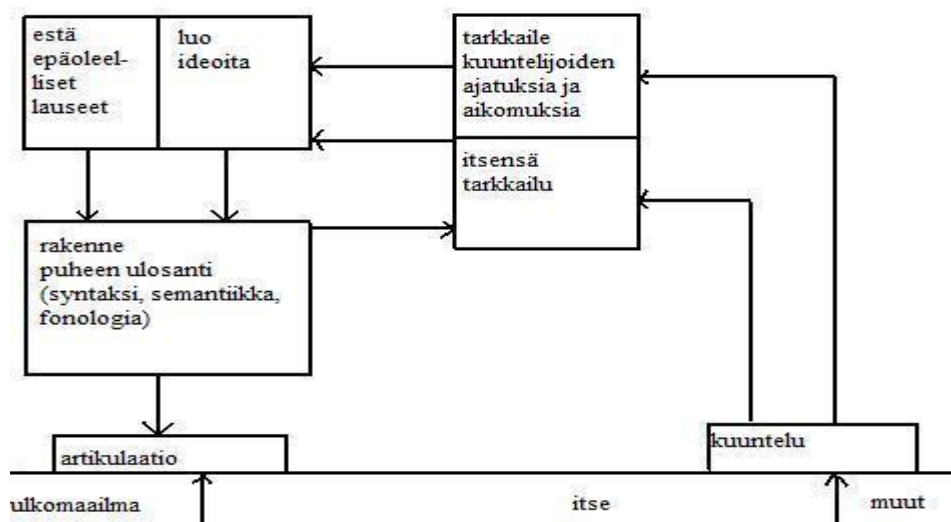 estä
epäoleel-
liset
lauseet
luo
ideoita
tarkkaile
kuuntelijoiden
ajatuksia ja
aikomuksia
itsensä
tarkkailu
rakenne
puheen ulosanti
(syntaksi, semantiikka,
fonologia)
artikulaatio
kuuntelu
ulkomaailma
itse
muut